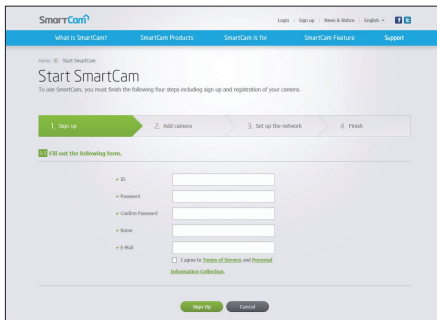 SmartCam
Login | Sign up | News & Notice | English
What is SmartCam? SmartCam Products SmartCam is for SmartCam Feature Support
Home Start SmartCam
Start SmartCam
To use SmartCam, you must finish the following four steps including sign up and registration of your camera.
1. Sign up 2. Add camera 3. Set up the network 4. Finish
Fill out the following form.
ID
Password
Confirm Password
Name
E-Mail
I agree to Terms of Service and Personal
Information Collection.
Sign Up Cancel